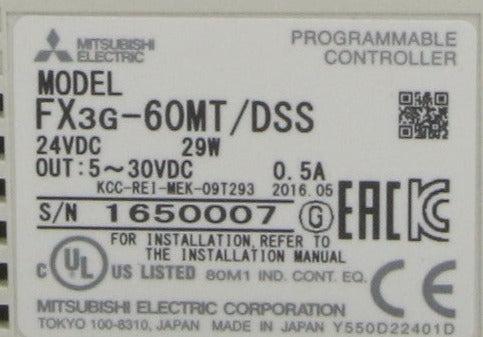 MITSUBISHI
ELECTRIC
PROGRAMMABLE
CONTROLLER
MODEL
FX3G-60MT/DSS
24VDC 29W
OUT:5~30VDC 0.5A
KCC-REI-MEK-09T293 2016.05
S/N 1650007 G EAC KC
FOR INSTALLATION, REFER TO
THE INSTALLATION MANUAL
C UL US LISTED 80M1 IND. CONT. EQ. CE
MITSUBISHI ELECTRIC CORPORATION
TOKYO 100-8310, JAPAN MADE IN JAPAN Y550D22401D